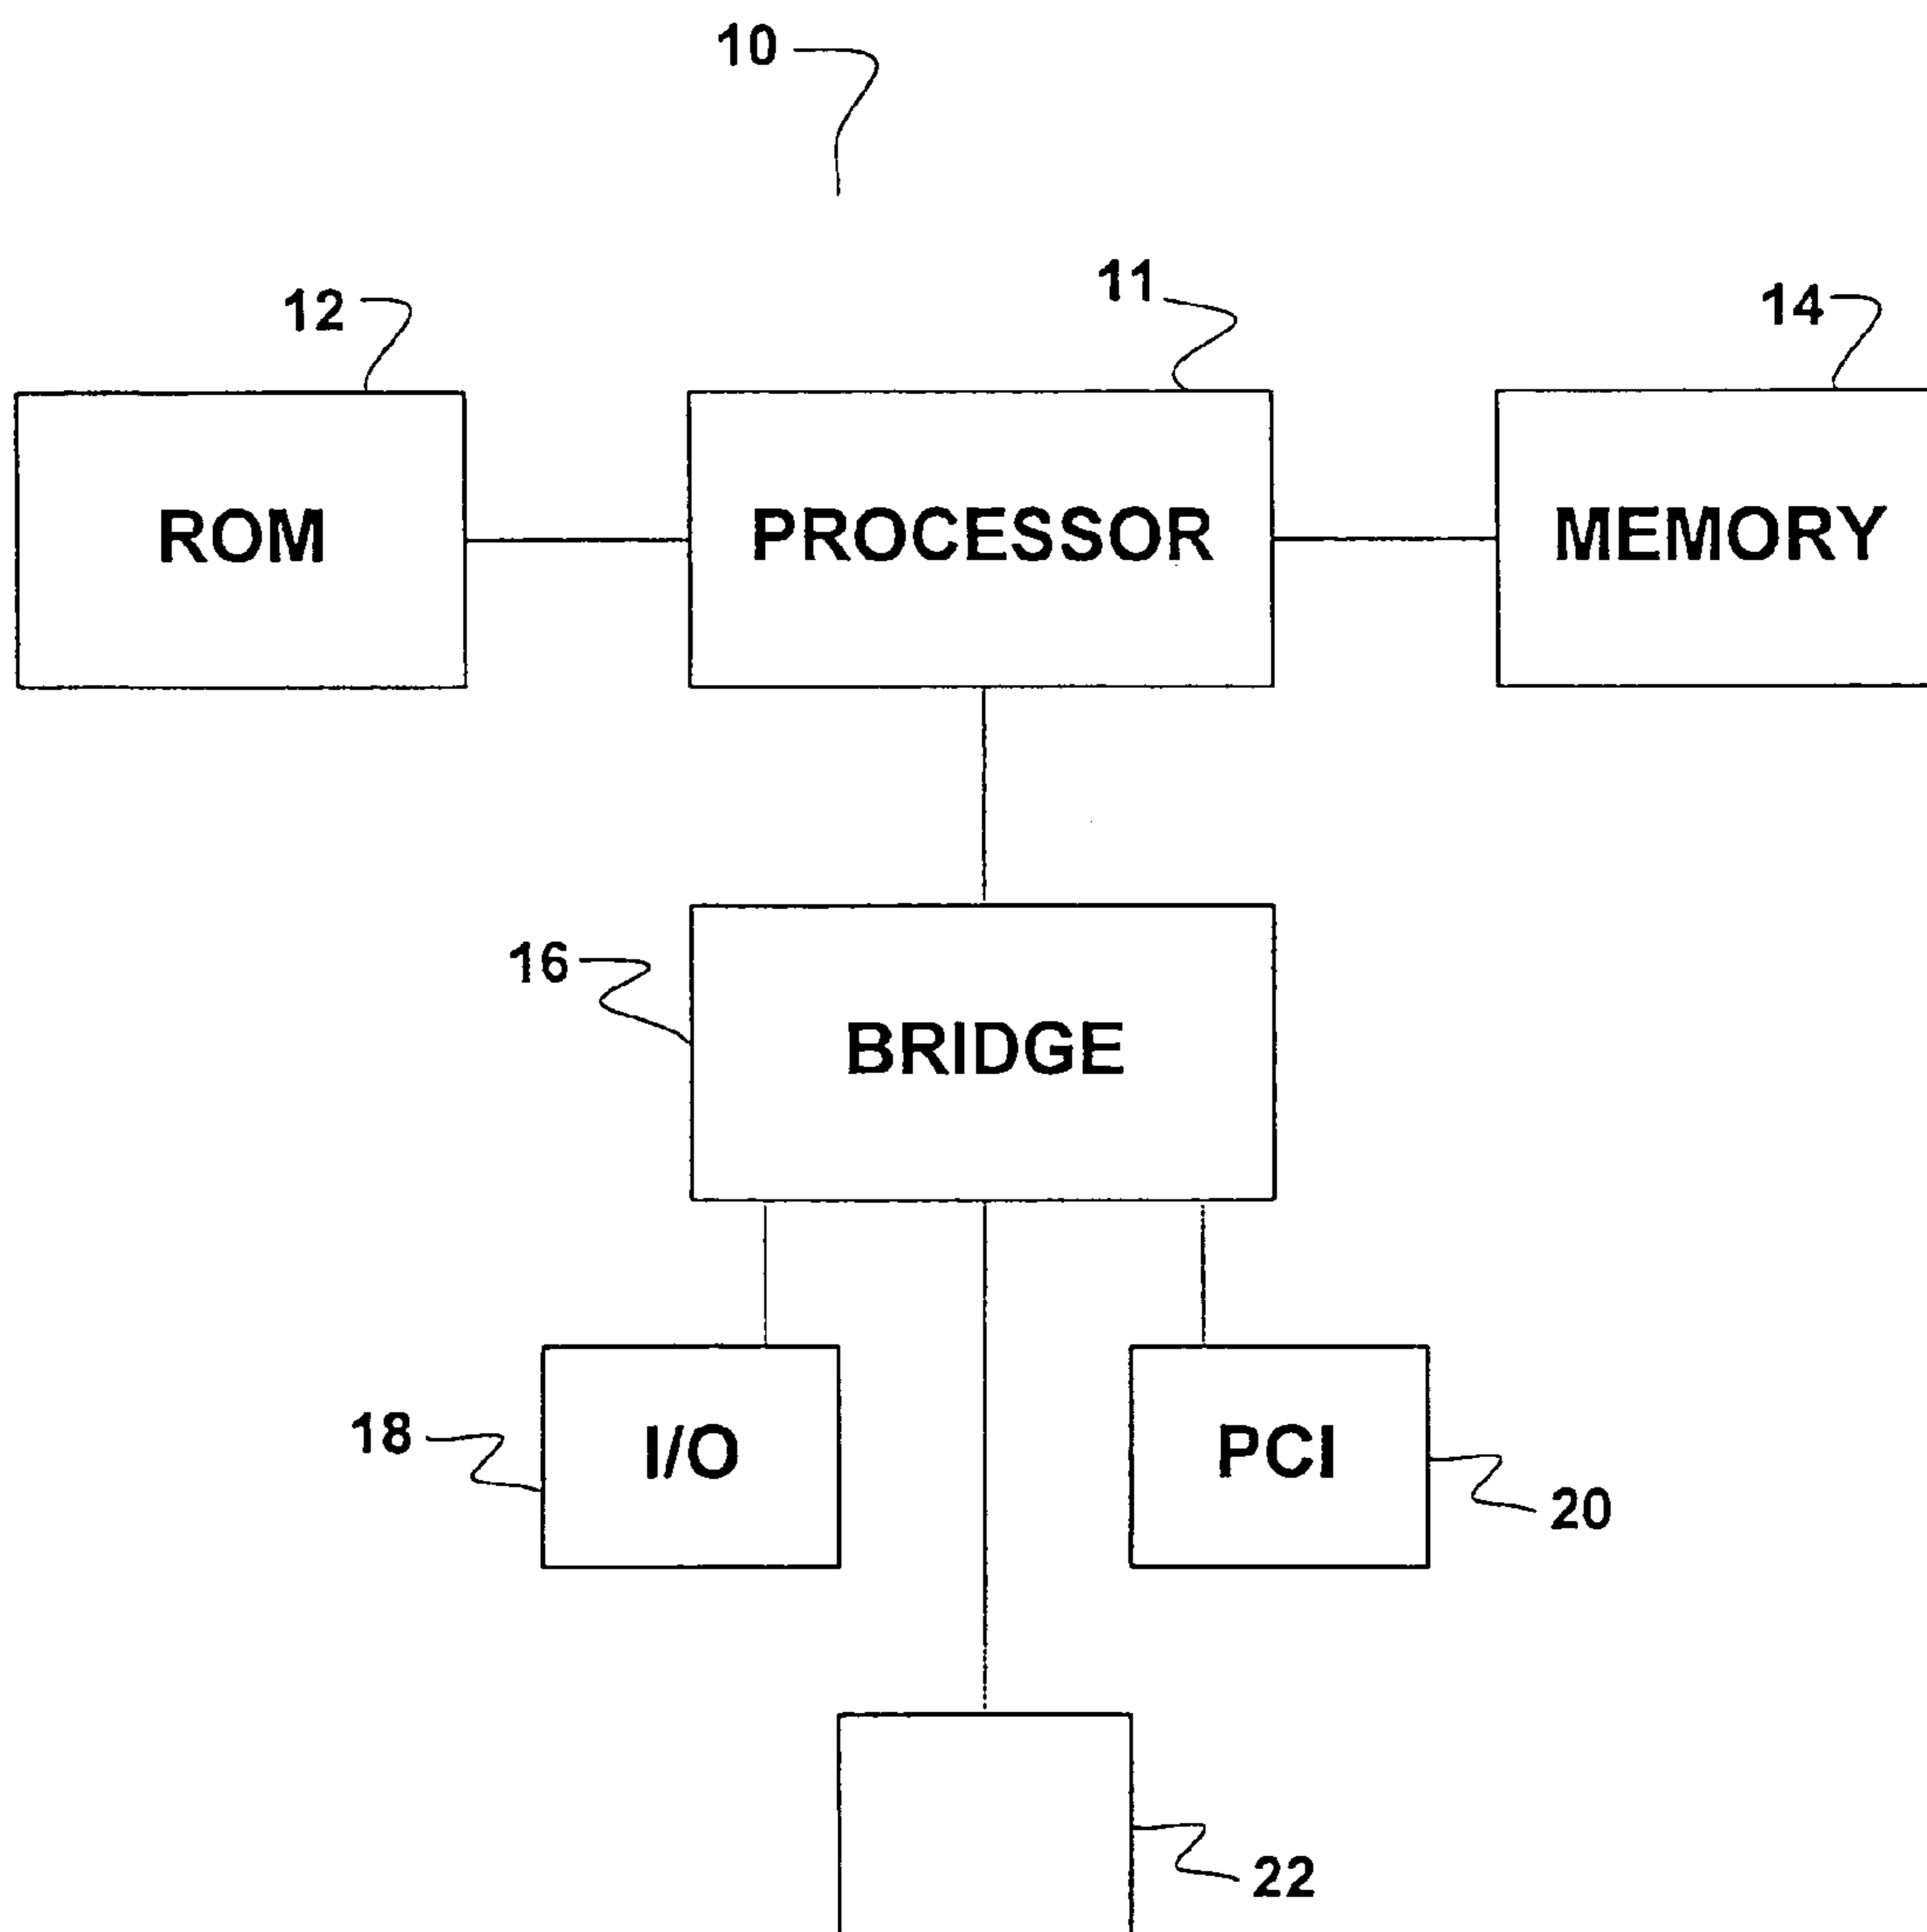 10
11
12
14
ROM
PROCESSOR
MEMORY
16
BRIDGE
18
I/O
PCI
20
22